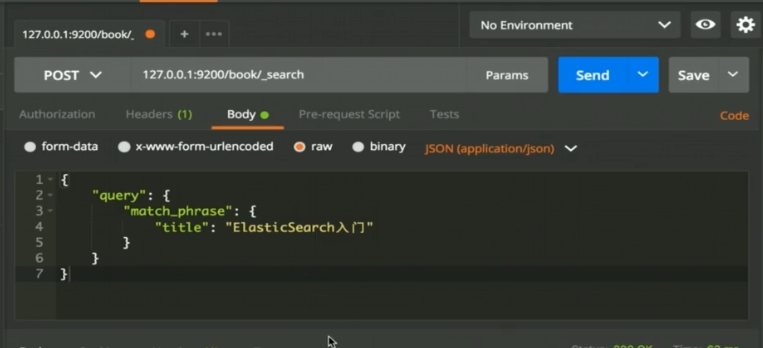 No Environment
127.0.0.1:9200/book/_
+ •••
POST 127.0.0.1:9200/book/_search Params Send Save
Authorization Headers (1) Body Pre-request Script Tests Code
form-data x-www-form-urlencoded raw binary JSON (application/json)
1 {
2 "query": {
3 "match_phrase": {
4 "title": "ElasticSearch入门"
5 }
6 }
7 }